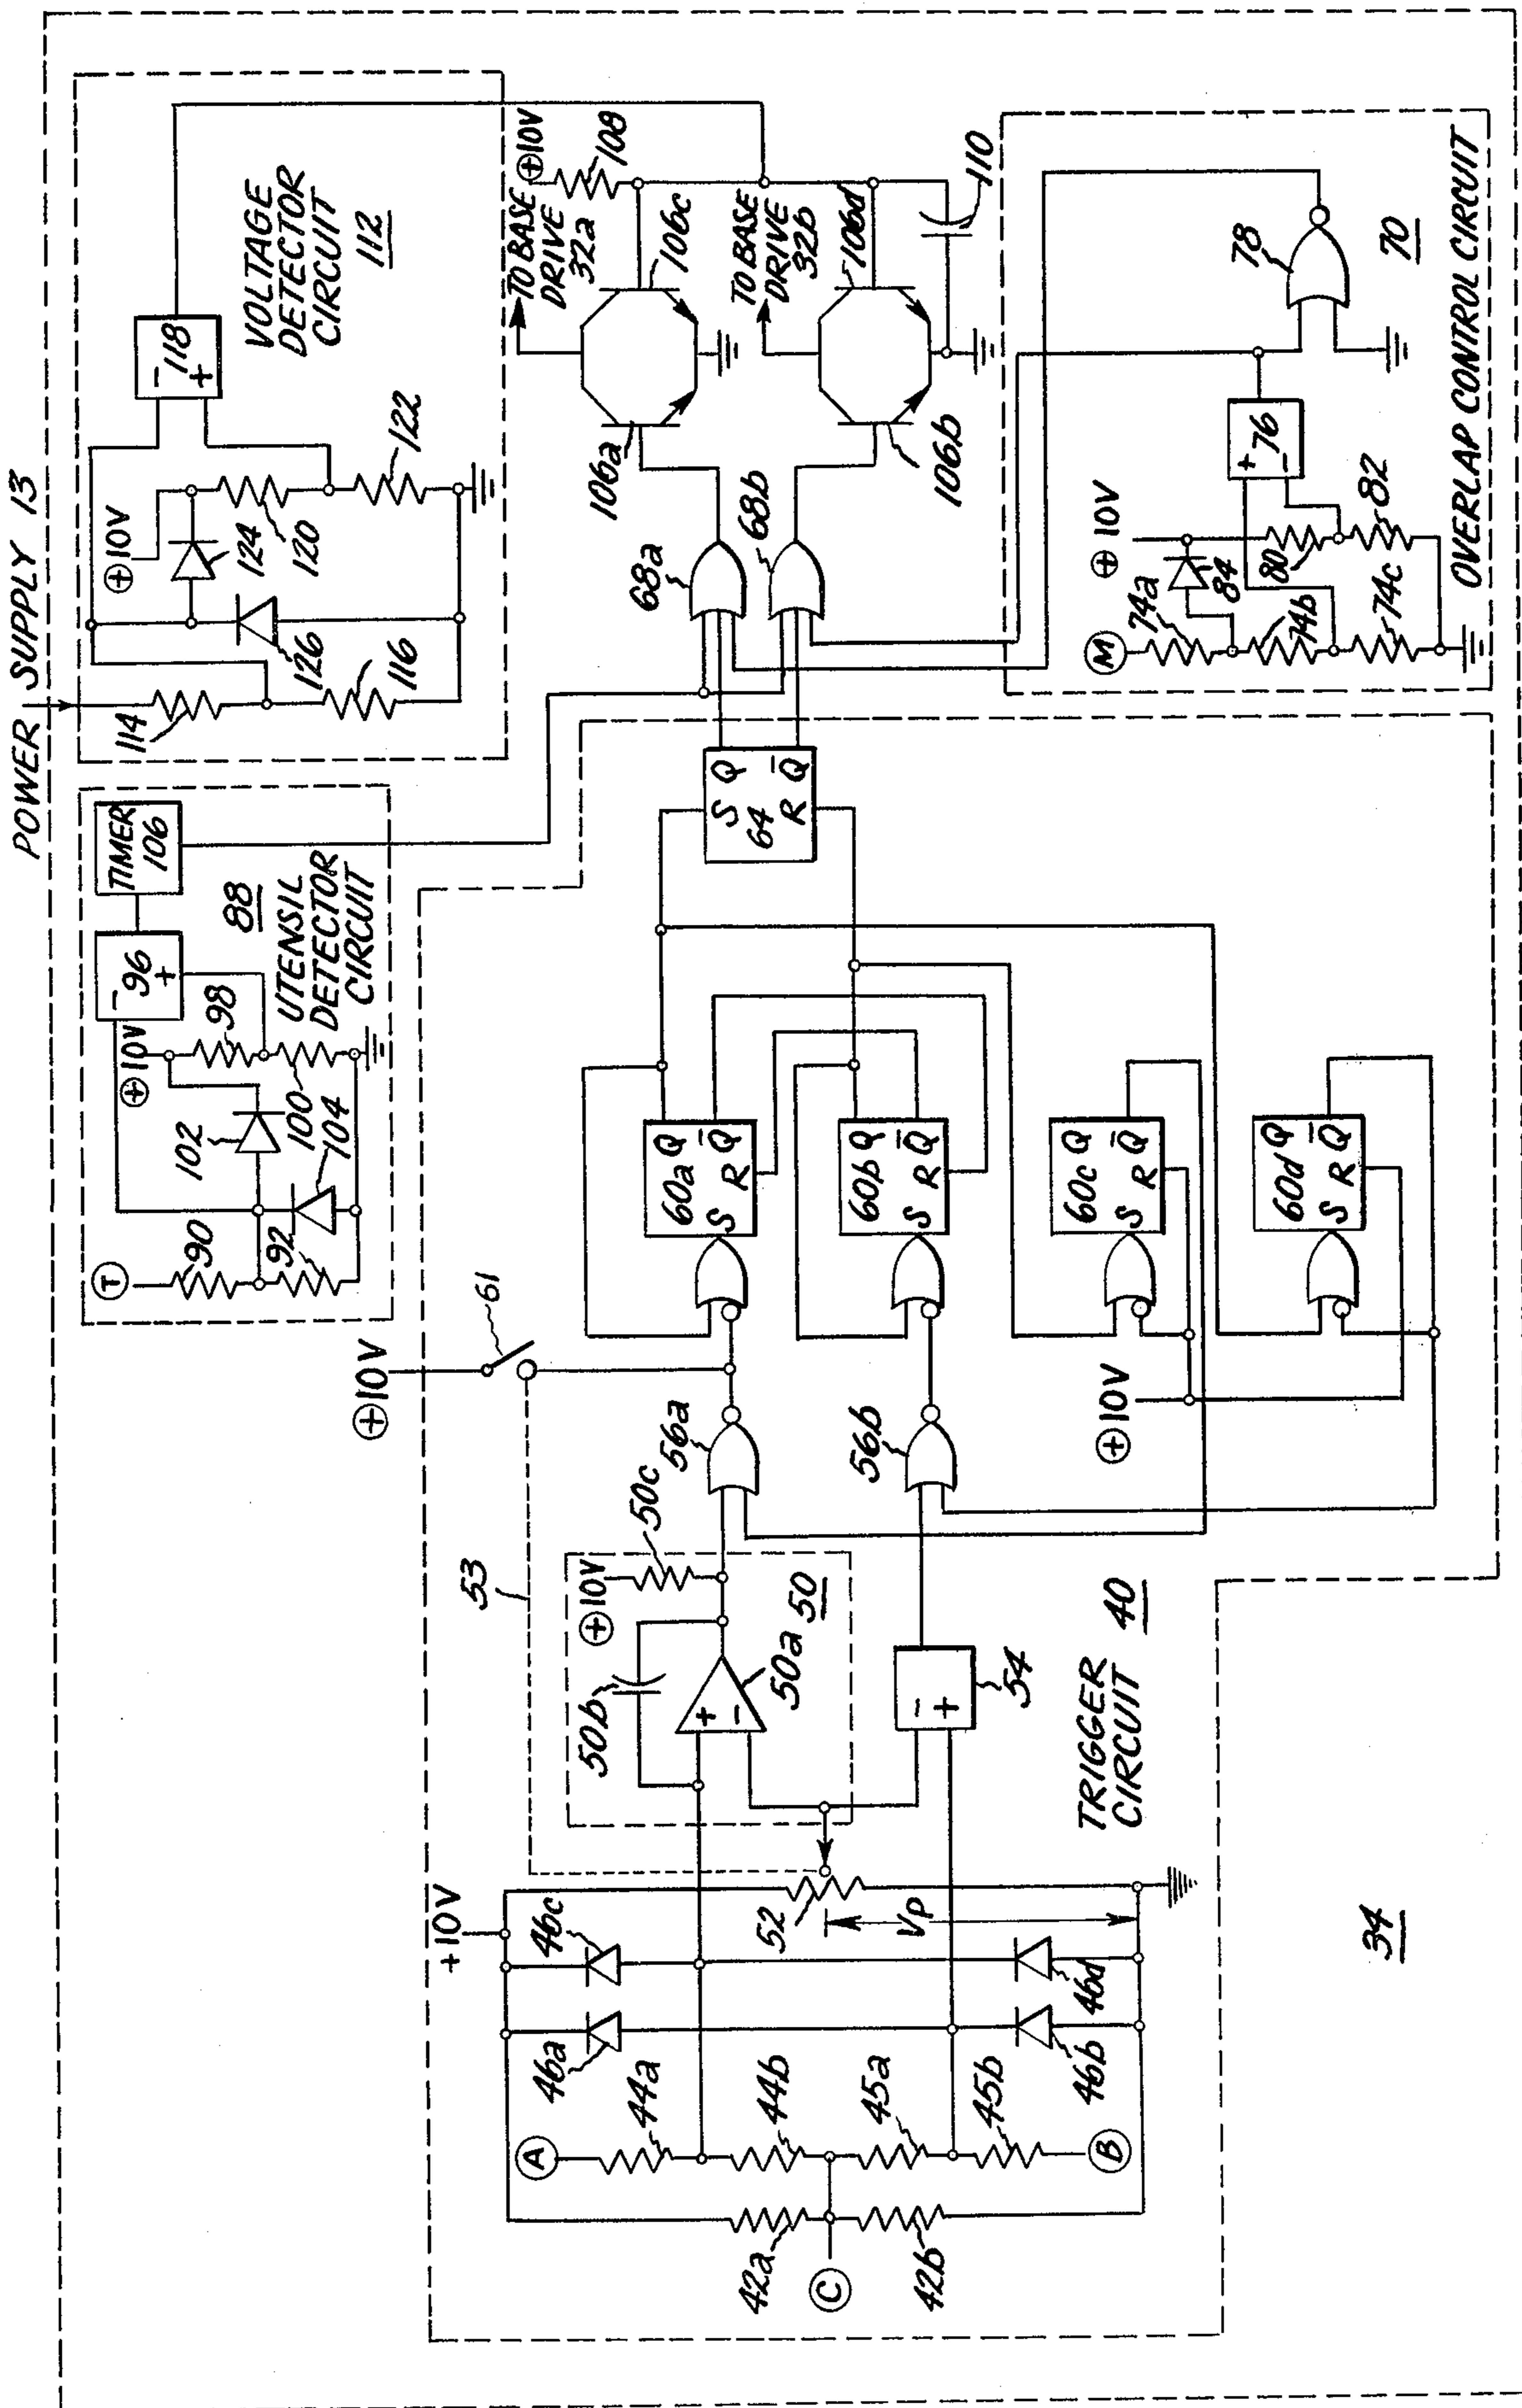 POWER SUPPLY 13
114
116
126
124
120
122
+10V
- 118 +
VOLTAGE
DETECTOR
CIRCUIT
112
TIMER
106
- 96 +
88
UTENSIL
DETECTOR
CIRCUIT
+10V
98
100
102
104
T
90
92
+10V
108
TO BASE
DRIVE
32a
106a
106c
TO BASE
DRIVE
32b
106b
106d
110
68a
68b
S Q
64
R Q
78
70
OVERLAP CONTROL CIRCUIT
+ 76 -
+10V
M
74a
74b
74c
80
82
84
61
+10V
60a Q
S R Q
60b Q
S R Q
60c Q
S R Q
60d Q
S R Q
+10V
56a
56b
53
50c
+10V
50
50b
50a
+
-
54
-
+
TRIGGER
CIRCUIT
40
+10V
46c
46a
52
Vp
46d
46b
A
44a
44b
45a
45b
B
42a
C
42b
34